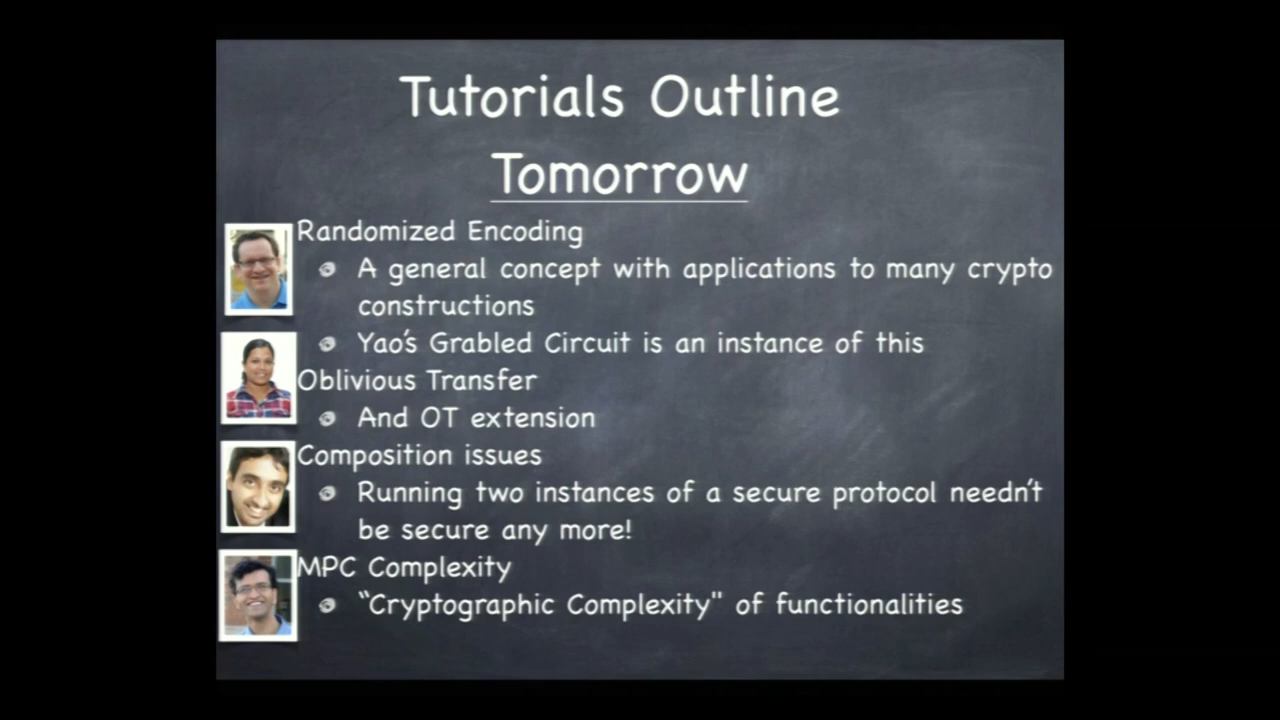 Tutorials Outline
Tomorrow
Randomized Encoding
A general concept with applications to many crypto
constructions
Yao's Grabled Circuit is an instance of this
Oblivious Transfer
And OT extension
Composition issues
Running two instances of a secure protocol needn't
be secure any more!
MPC Complexity
“Cryptographic Complexity" of functionalities